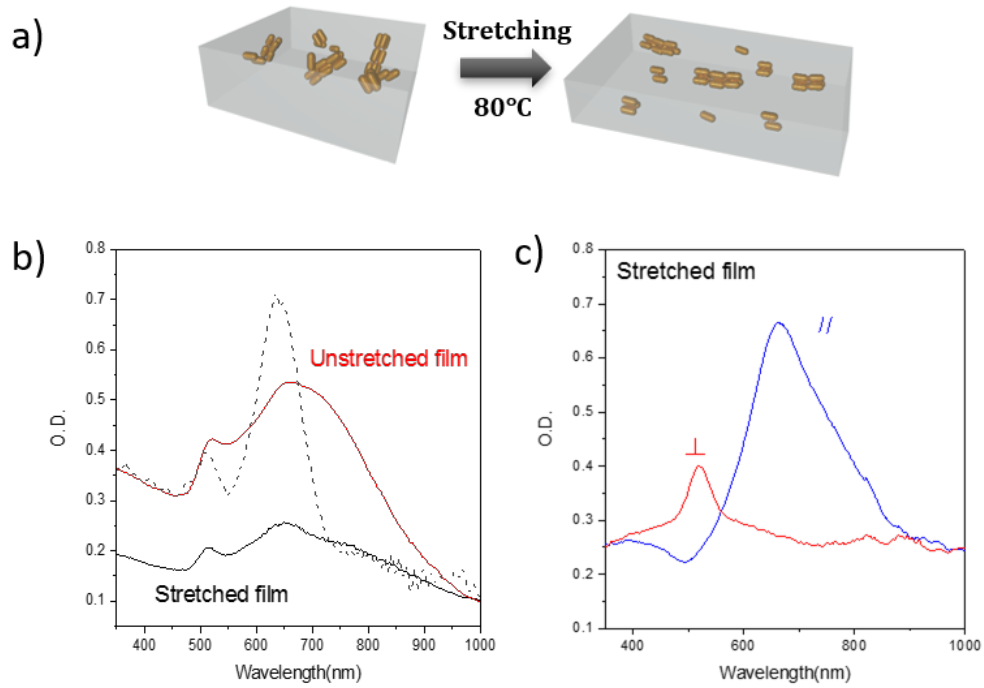 a)
Stretching
80°C
b)
0.8
0.7
0.6
0.5
0.4
0.3
0.2
0.1
O.D.
Unstretched film
Stretched film
400 500 600 700 800 900 1000
Wavelength(nm)
c)
0.8
0.7
0.6
0.5
0.4
0.3
0.2
0.1
O.D.
Stretched film
//
⊥
400 600 800 1000
Wavelength(nm)